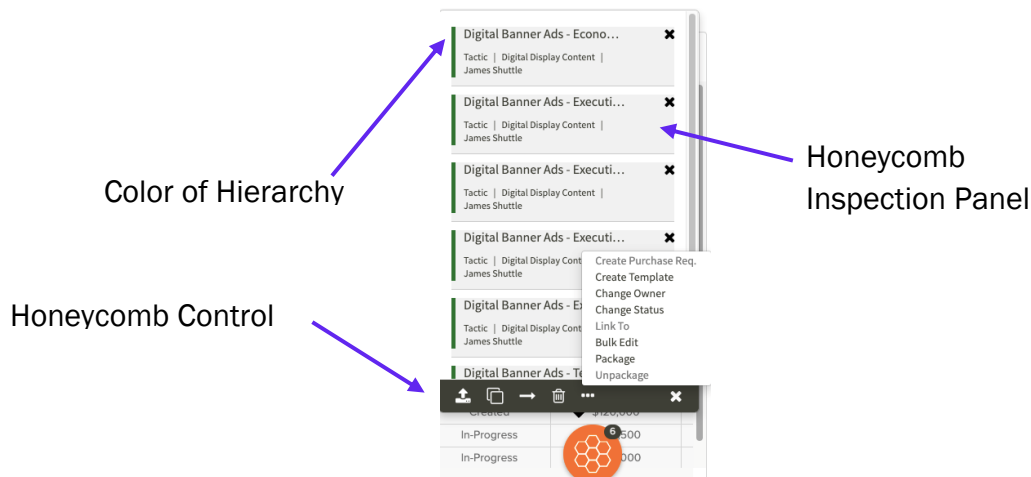 Digital Banner Ads - Econo...
Tactic | Digital Display Content |
James Shuttle
Digital Banner Ads - Executi...
Tactic | Digital Display Content |
James Shuttle
Honeycomb
Inspection Panel
Color of Hierarchy
Digital Banner Ads - Executi...
Tactic | Digital Display Content |
James Shuttle
Digital Banner Ads - Executi...
Tactic | Digital Display Cont
James Shuttle
Create Purchase Req.
Create Template
Change Owner
Change Status
Link To
Bulk Edit
Package
Unpackage
Honeycomb Control
Digital Banner Ads - Ex
Tactic | Digital Display Cont
James Shuttle
Digital Banner Ads - Te
Created $120,000
In-Progress 500
In-Progress 000
6